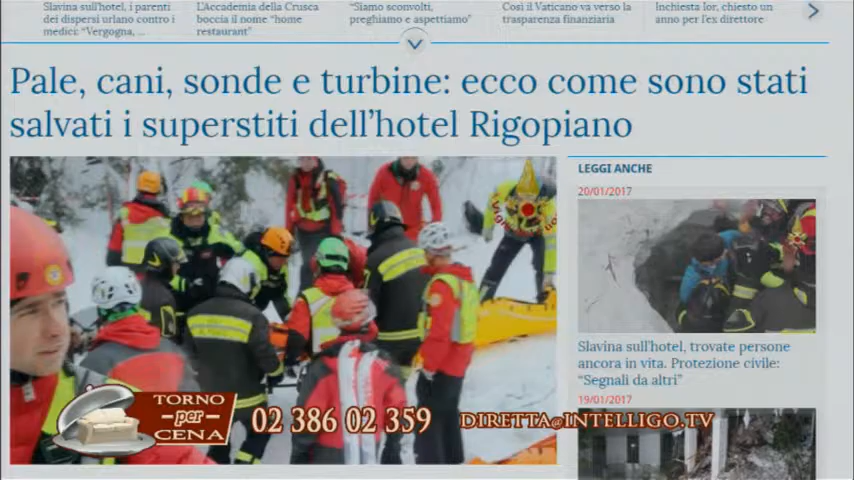 Slavina sull'hotel, i parenti
dei dispersi urlano contro i
medici: "Vergogna, ...
L'Accademia della Crusca
boccia il nome "home
restaurant"
"Siamo sconvolti,
preghiamo e aspettiamo"
Così il Vaticano va verso la
trasparenza finanziaria
Inchiesta Ior, chiesto un
anno per l'ex direttore
Pale, cani, sonde e turbine: ecco come sono stati
salvati i superstiti dell'hotel Rigopiano
LEGGI ANCHE
20/01/2017
Slavina sull'hotel, trovate persone
ancora in vita. Protezione civile:
"Segnali da altri"
19/01/2017
TORNO
per
CENA
02 386 02 359
DIRETTA@INTELLIGO.TV